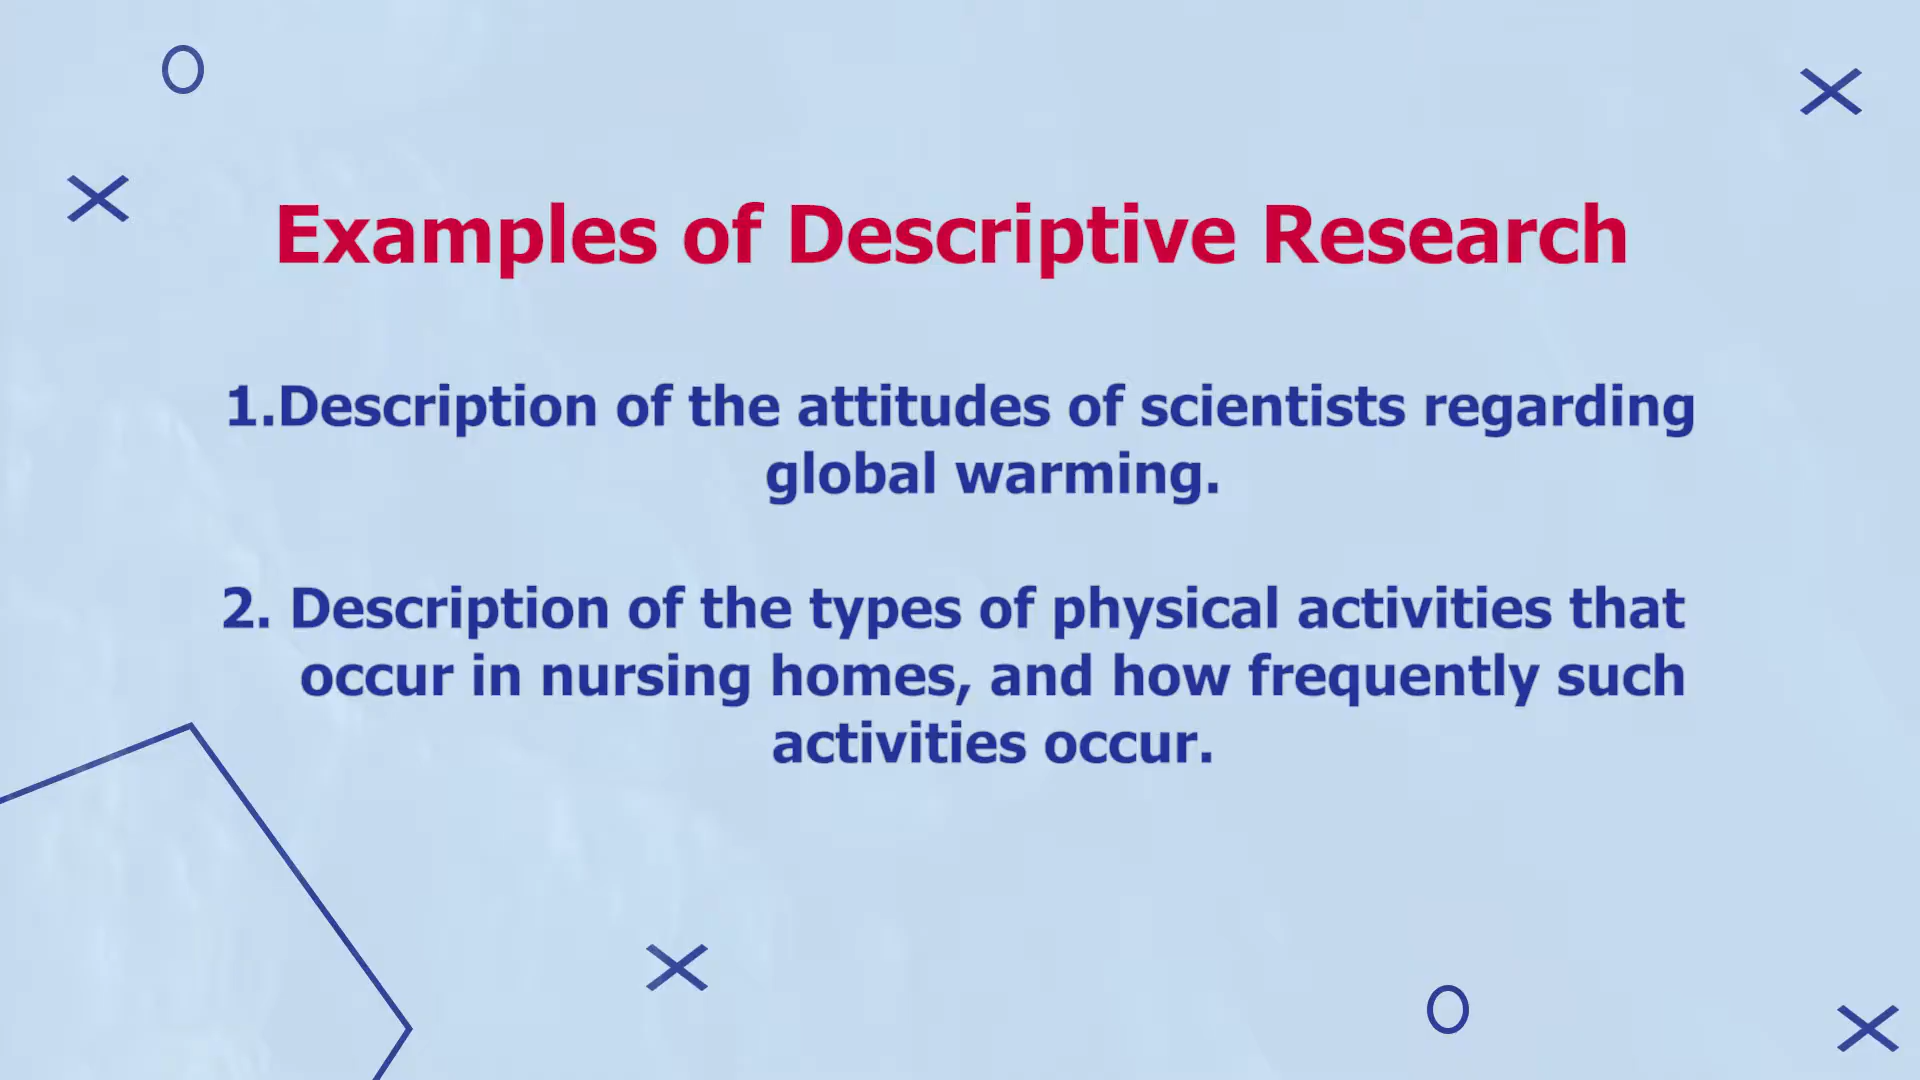 Examples of Descriptive Research
1.Description of the attitudes of scientists regarding
global warming.
2. Description of the types of physical activities that
occur in nursing homes, and how frequently such
activities occur.